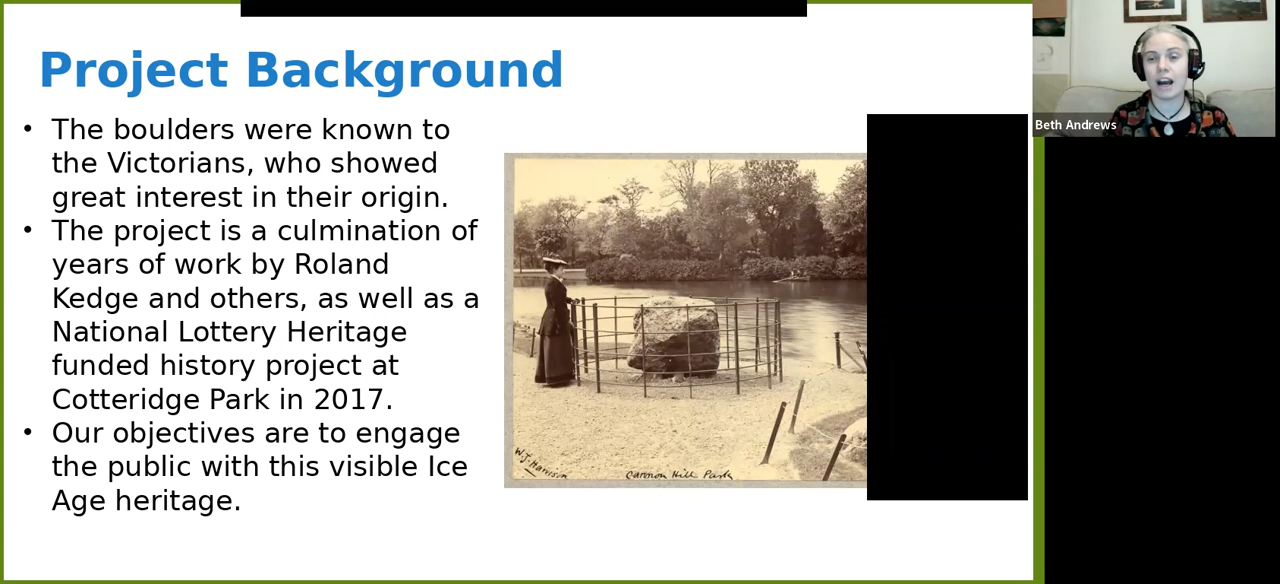 Project Background
• The boulders were known to
the Victorians, who showed
great interest in their origin.
• The project is a culmination of
years of work by Roland
Kedge and others, as well as a
National Lottery Heritage
funded history project at
Cotteridge Park in 2017.
• Our objectives are to engage
the public with this visible Ice
Age heritage.
W.J. Harrison
Cannon Hill Park
Beth Andrews